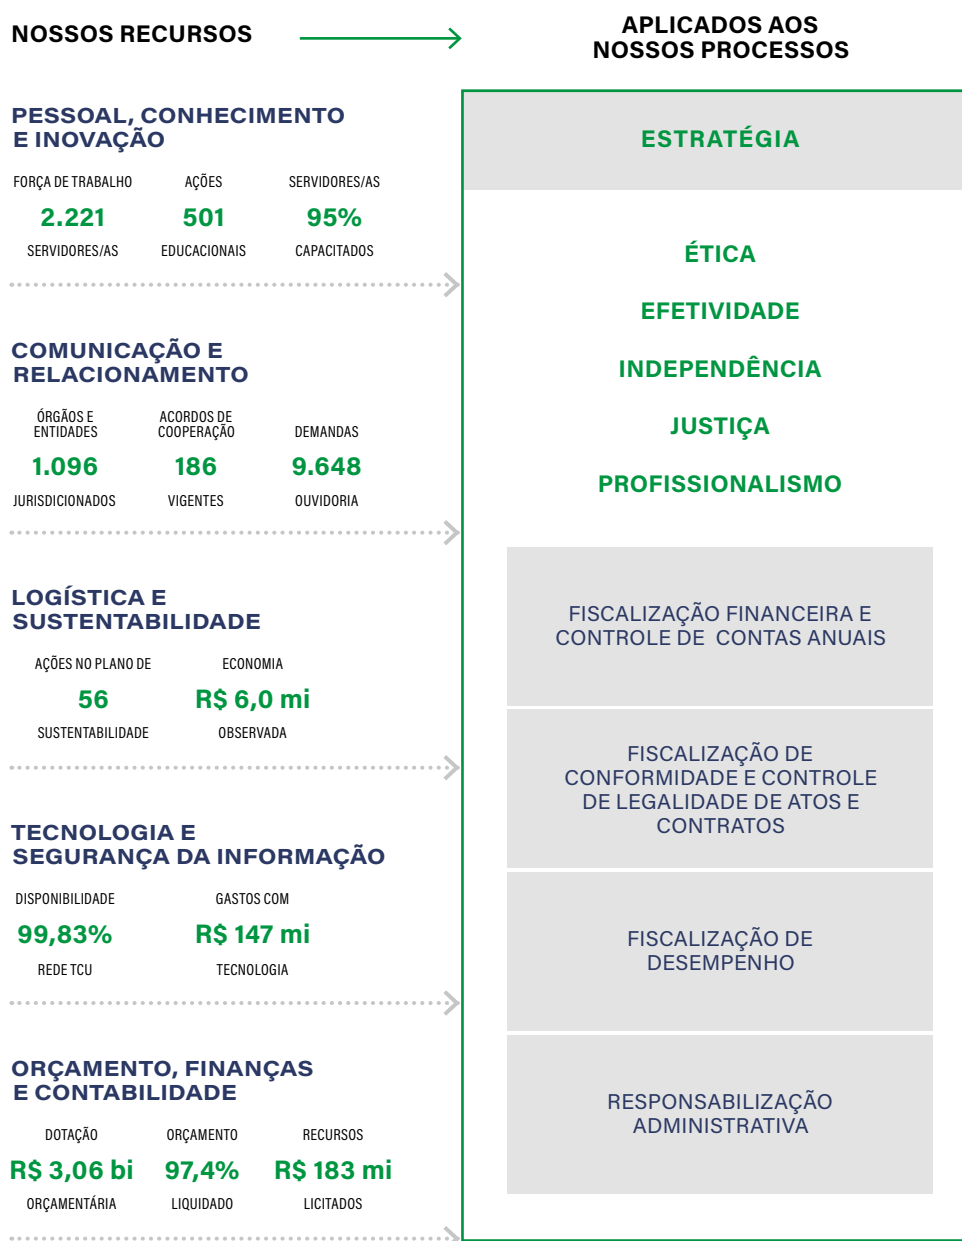 NOSSOS RECURSOS
APLICADOS AOS
NOSSOS PROCESSOS
PESSOAL, CONHECIMENTO
E INOVAÇÃO
FORÇA DE TRABALHO AÇÕES SERVIDORES/AS
2.221 501 95%
SERVIDORES/AS EDUCACIONAIS CAPACITADOS
COMUNICAÇÃO E
RELACIONAMENTO
ÓRGÃOS E ACORDOS DE
ENTIDADES COOPERAÇÃO DEMANDAS
1.096 186 9.648
JURISDICIONADOS VIGENTES OUVIDORIA
LOGÍSTICA E
SUSTENTABILIDADE
AÇÕES NO PLANO DE ECONOMIA
56 R$ 6,0 mi
SUSTENTABILIDADE OBSERVADA
TECNOLOGIA E
SEGURANÇA DA INFORMAÇÃO
DISPONIBILIDADE GASTOS COM
99,83% R$ 147 mi
REDE TCU TECNOLOGIA
ORÇAMENTO, FINANÇAS
E CONTABILIDADE
DOTAÇÃO ORÇAMENTO RECURSOS
R$ 3,06 bi 97,4% R$ 183 mi
ORÇAMENTÁRIA LIQUIDADO LICITADOS
ESTRATÉGIA
ÉTICA
EFETIVIDADE
INDEPENDÊNCIA
JUSTIÇA
PROFISSIONALISMO
FISCALIZAÇÃO FINANCEIRA E
CONTROLE DE CONTAS ANUAIS
FISCALIZAÇÃO DE
CONFORMIDADE E CONTROLE
DE LEGALIDADE DE ATOS E
CONTRATOS
FISCALIZAÇÃO DE
DESEMPENHO
RESPONSABILIZAÇÃO
ADMINISTRATIVA